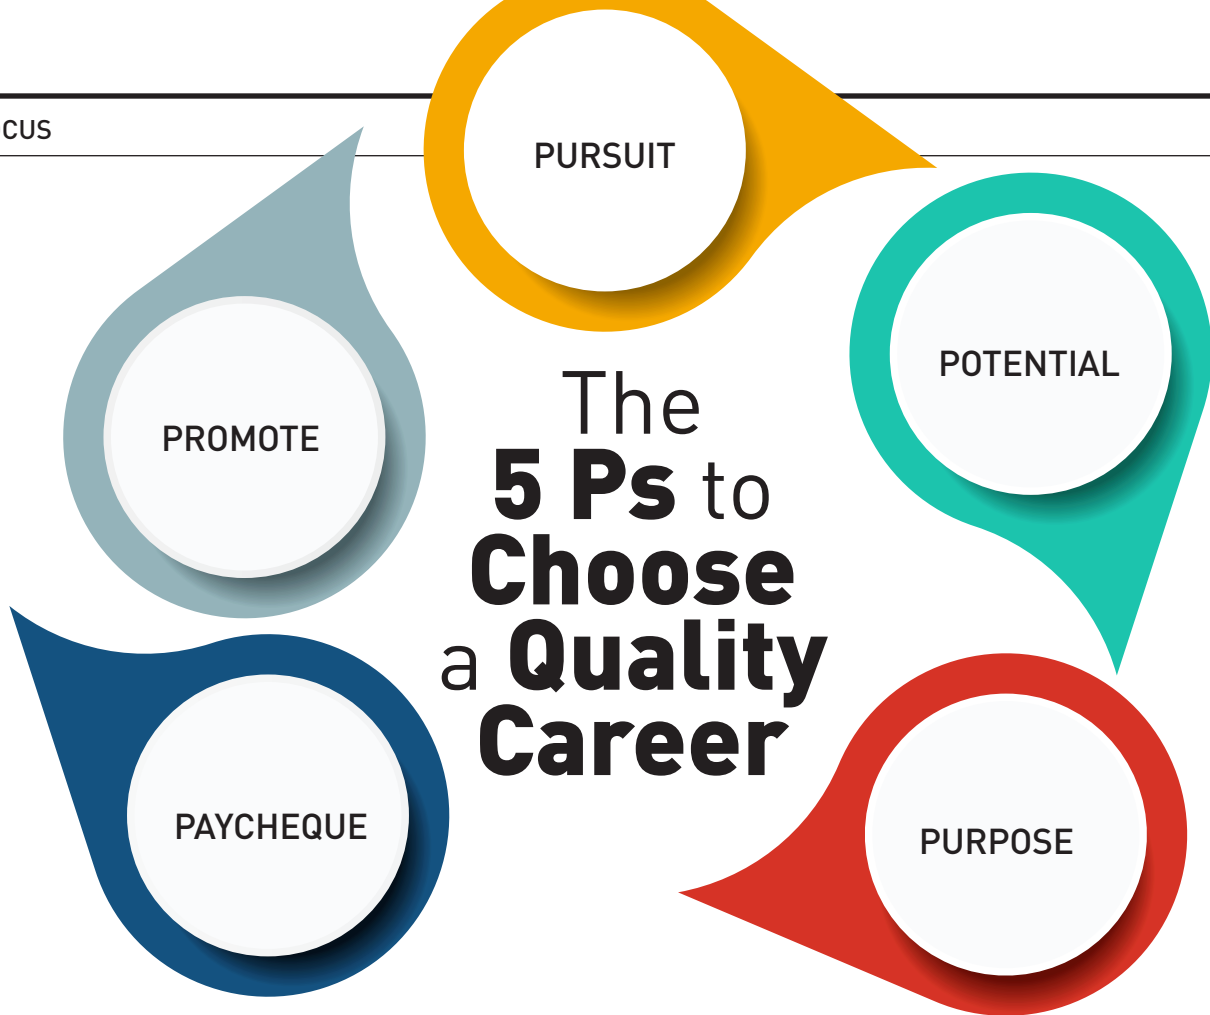 CUS
PURSUIT
POTENTIAL
PROMOTE
The
5 Ps to
Choose
a Quality
Career
PAYCHEQUE
PURPOSE